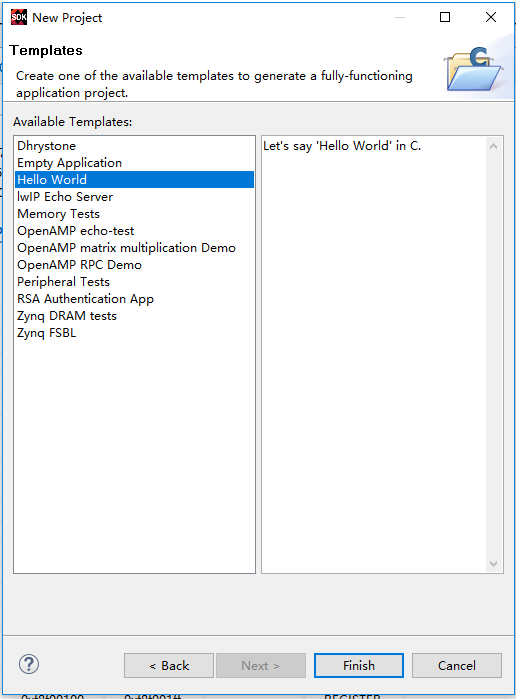 SDK New Project
Templates
Create one of the available templates to generate a fully-functioning
application project.
C
Available Templates:
Dhrystone
Empty Application
Hello World
lwIP Echo Server
Memory Tests
OpenAMP echo-test
OpenAMP matrix multiplication Demo
OpenAMP RPC Demo
Peripheral Tests
RSA Authentication App
Zynq DRAM tests
Zynq FSBL
Let's say 'Hello World' in C.
?
< Back
Next >
Finish
Cancel